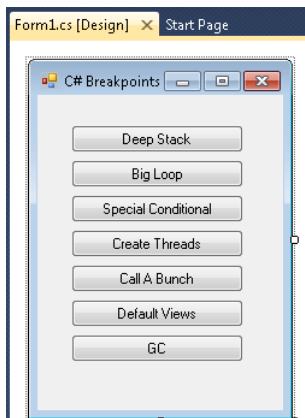 Form1.cs [Design] Start Page
C# Breakpoints
Deep Stack
Big Loop
Special Conditional
Create Threads
Call A Bunch
Default Views
GC